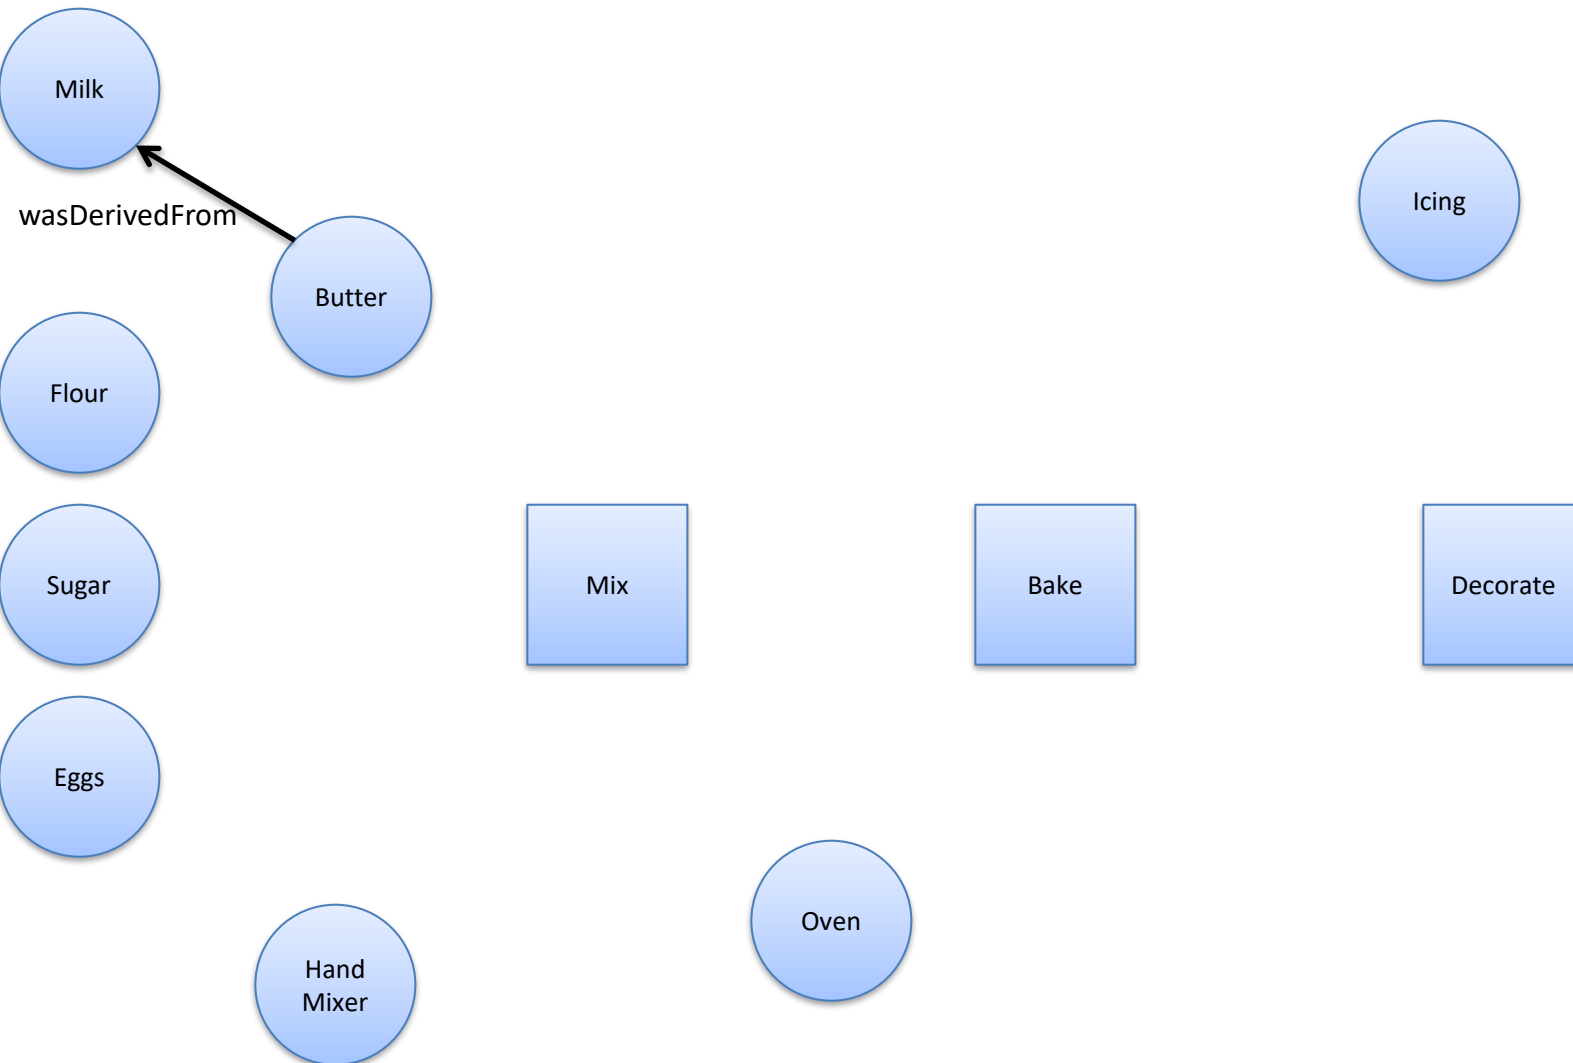 Milk
Icing
wasDerivedFrom
Butter
Flour
Sugar
Mix
Bake
Decorate
Eggs
Oven
Hand
Mixer